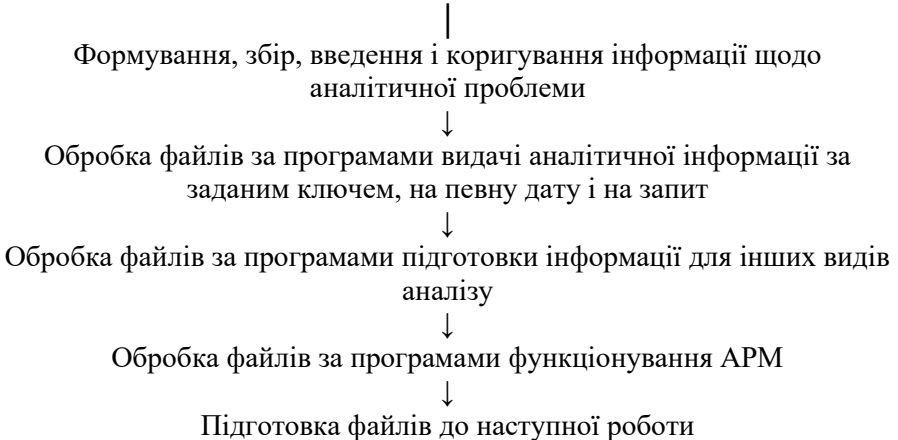 Формування, збір, введення і коригування інформації щодо
аналітичної проблеми
↓
Обробка файлів за програмами видачі аналітичної інформації за
заданим ключем, на певну дату і на запит
↓
Обробка файлів за програмами підготовки інформації для інших видів
аналізу
↓
Обробка файлів за програмами функціонування АРМ
↓
Підготовка файлів до наступної роботи